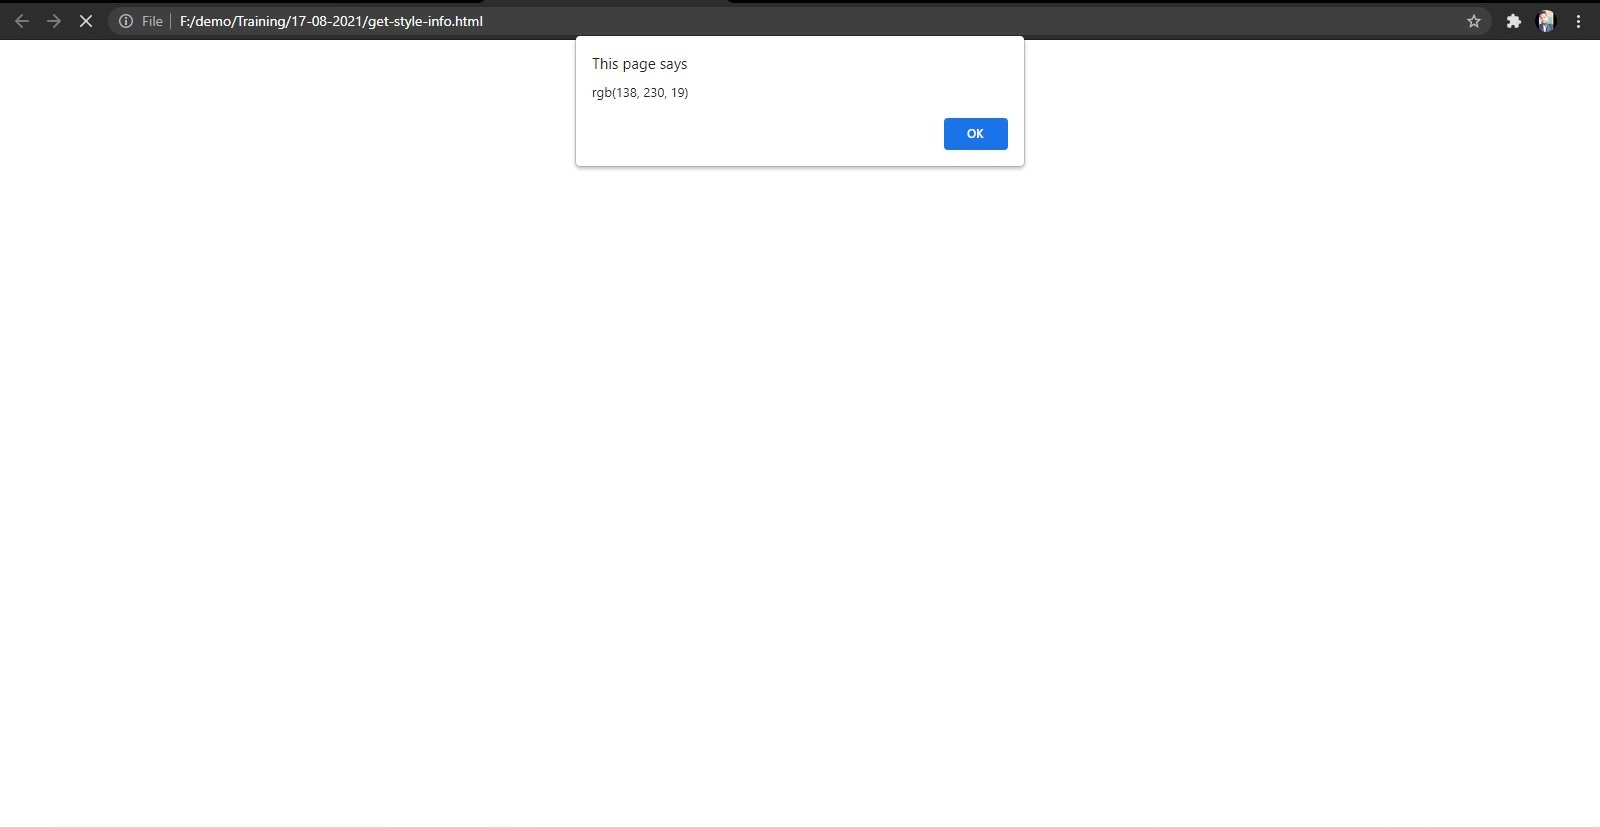 File F:/demo/Training/17-08-2021/get-style-info.html
This page says
rgb(138, 230, 19)
OK